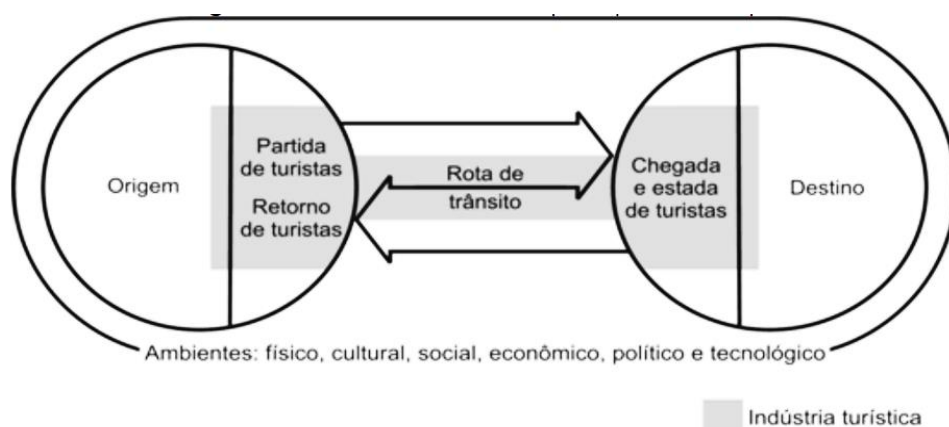 Origem
Partida
de turistas
Retorno
de turistas
Rota de
trânsito
Chegada
e estada
de turistas
Destino
Ambientes: físico, cultural, social, econômico, político e tecnológico
Indústria turística